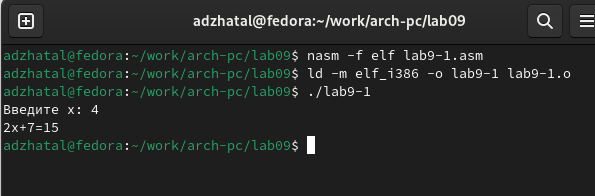 adzhatal@fedora:~/work/arch-pc/lab09
adzhatal@fedora:~/work/arch-pc/lab09$ nasm -f elf lab9-1.asm
adzhatal@fedora:~/work/arch-pc/lab09$ ld -m elf_i386 -o lab9-1 lab9-1.o
adzhatal@fedora:~/work/arch-pc/lab09$ ./lab9-1
Введите x: 4
2x+7=15
adzhatal@fedora:~/work/arch-pc/lab09$